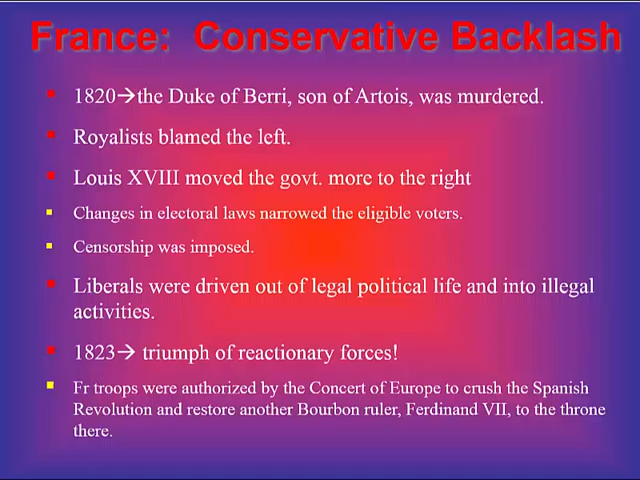 France:  Conservative Backlash
1820→the Duke of Berri, son of Artois, was murdered.
Royalists blamed the left.
Louis XVIII moved the govt. more to the right
Changes in electoral laws narrowed the eligible voters.
Censorship was imposed.
Liberals were driven out of legal political life and into illegal
activities.
1823→ triumph of reactionary forces!
Fr troops were authorized by the Concert of Europe to crush the Spanish
Revolution and restore another Bourbon ruler, Ferdinand VII, to the throne
there.